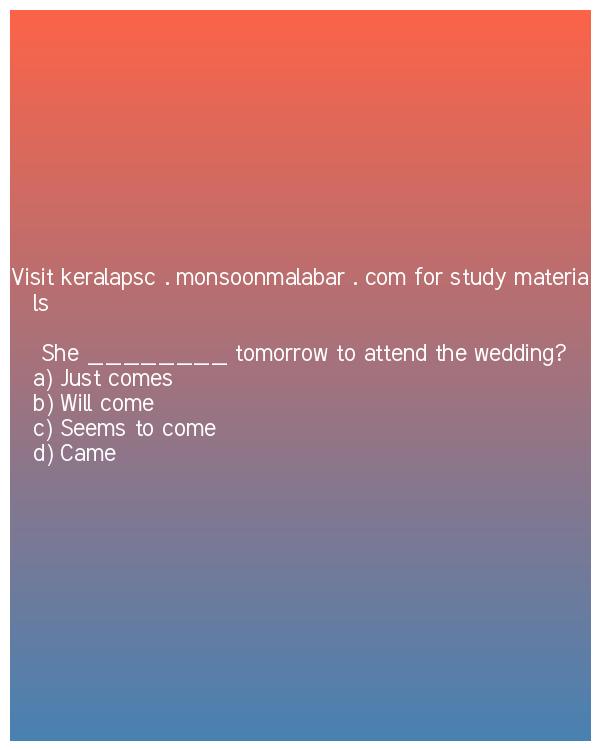 Visit keralapsc . monsoonmalabar . com for study materia
ls
She ________ tomorrow to attend the wedding?
a) Just comes
b) Will come
c) Seems to come
d) Came